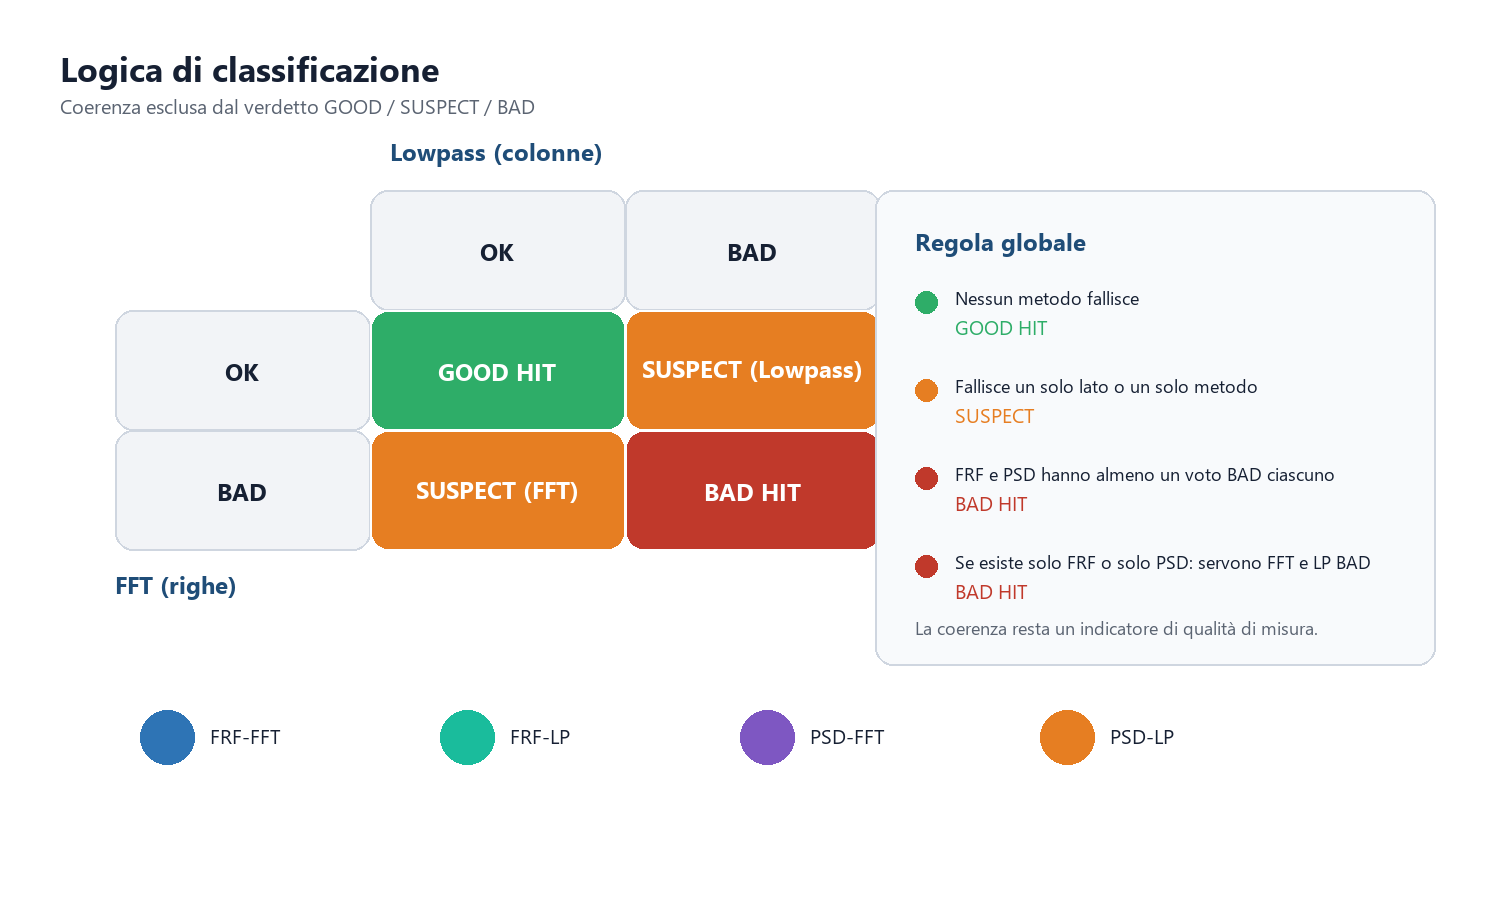 Logica di classificazione
Coerenza esclusa dal verdetto GOOD / SUSPECT / BAD
Lowpass (colonne)
OK
BAD
OK
GOOD HIT
SUSPECT (Lowpass)
BAD
SUSPECT (FFT)
BAD HIT
FFT (righe)
Regola globale
Nessun metodo fallisce
GOOD HIT
Fallisce un solo lato o un solo metodo
SUSPECT
FRF e PSD hanno almeno un voto BAD ciascuno
BAD HIT
Se esiste solo FRF o solo PSD: servono FFT e LP BAD
BAD HIT
La coerenza resta un indicatore di qualità di misura.
FRF-FFT
FRF-LP
PSD-FFT
PSD-LP